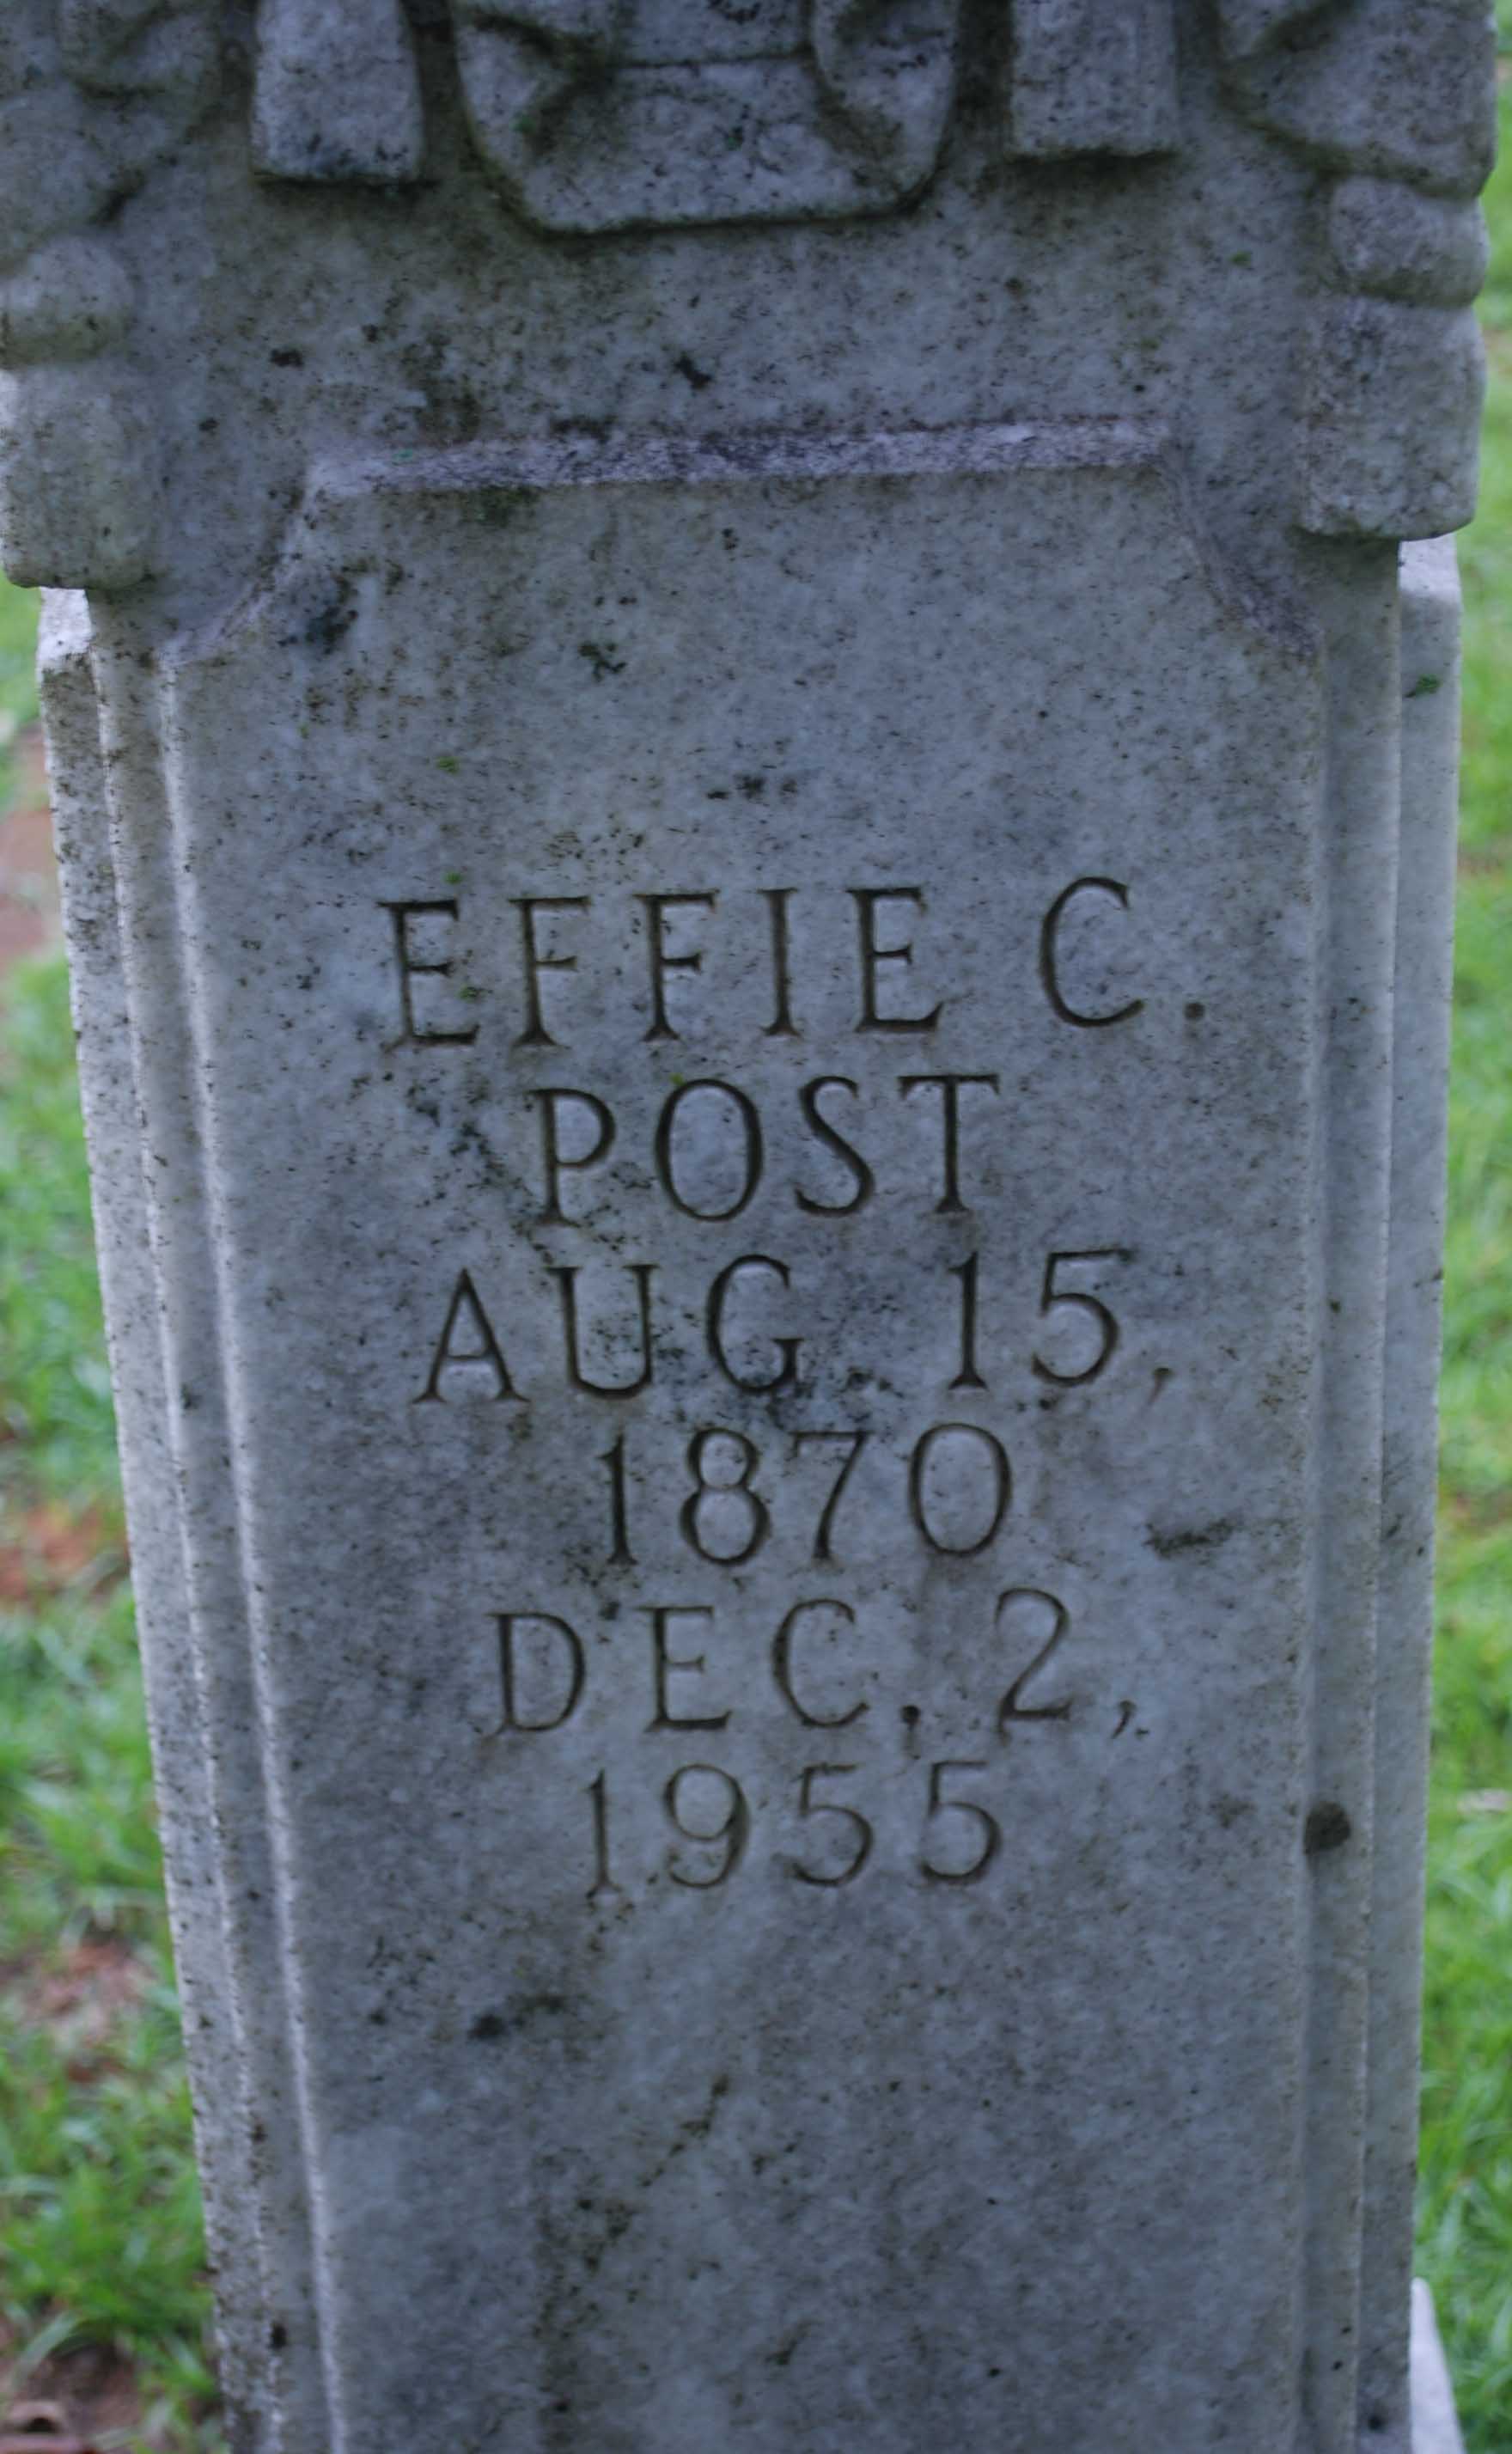 EFFIE C.
POST
AUG. 15,
1870
DEC. 2,
1955